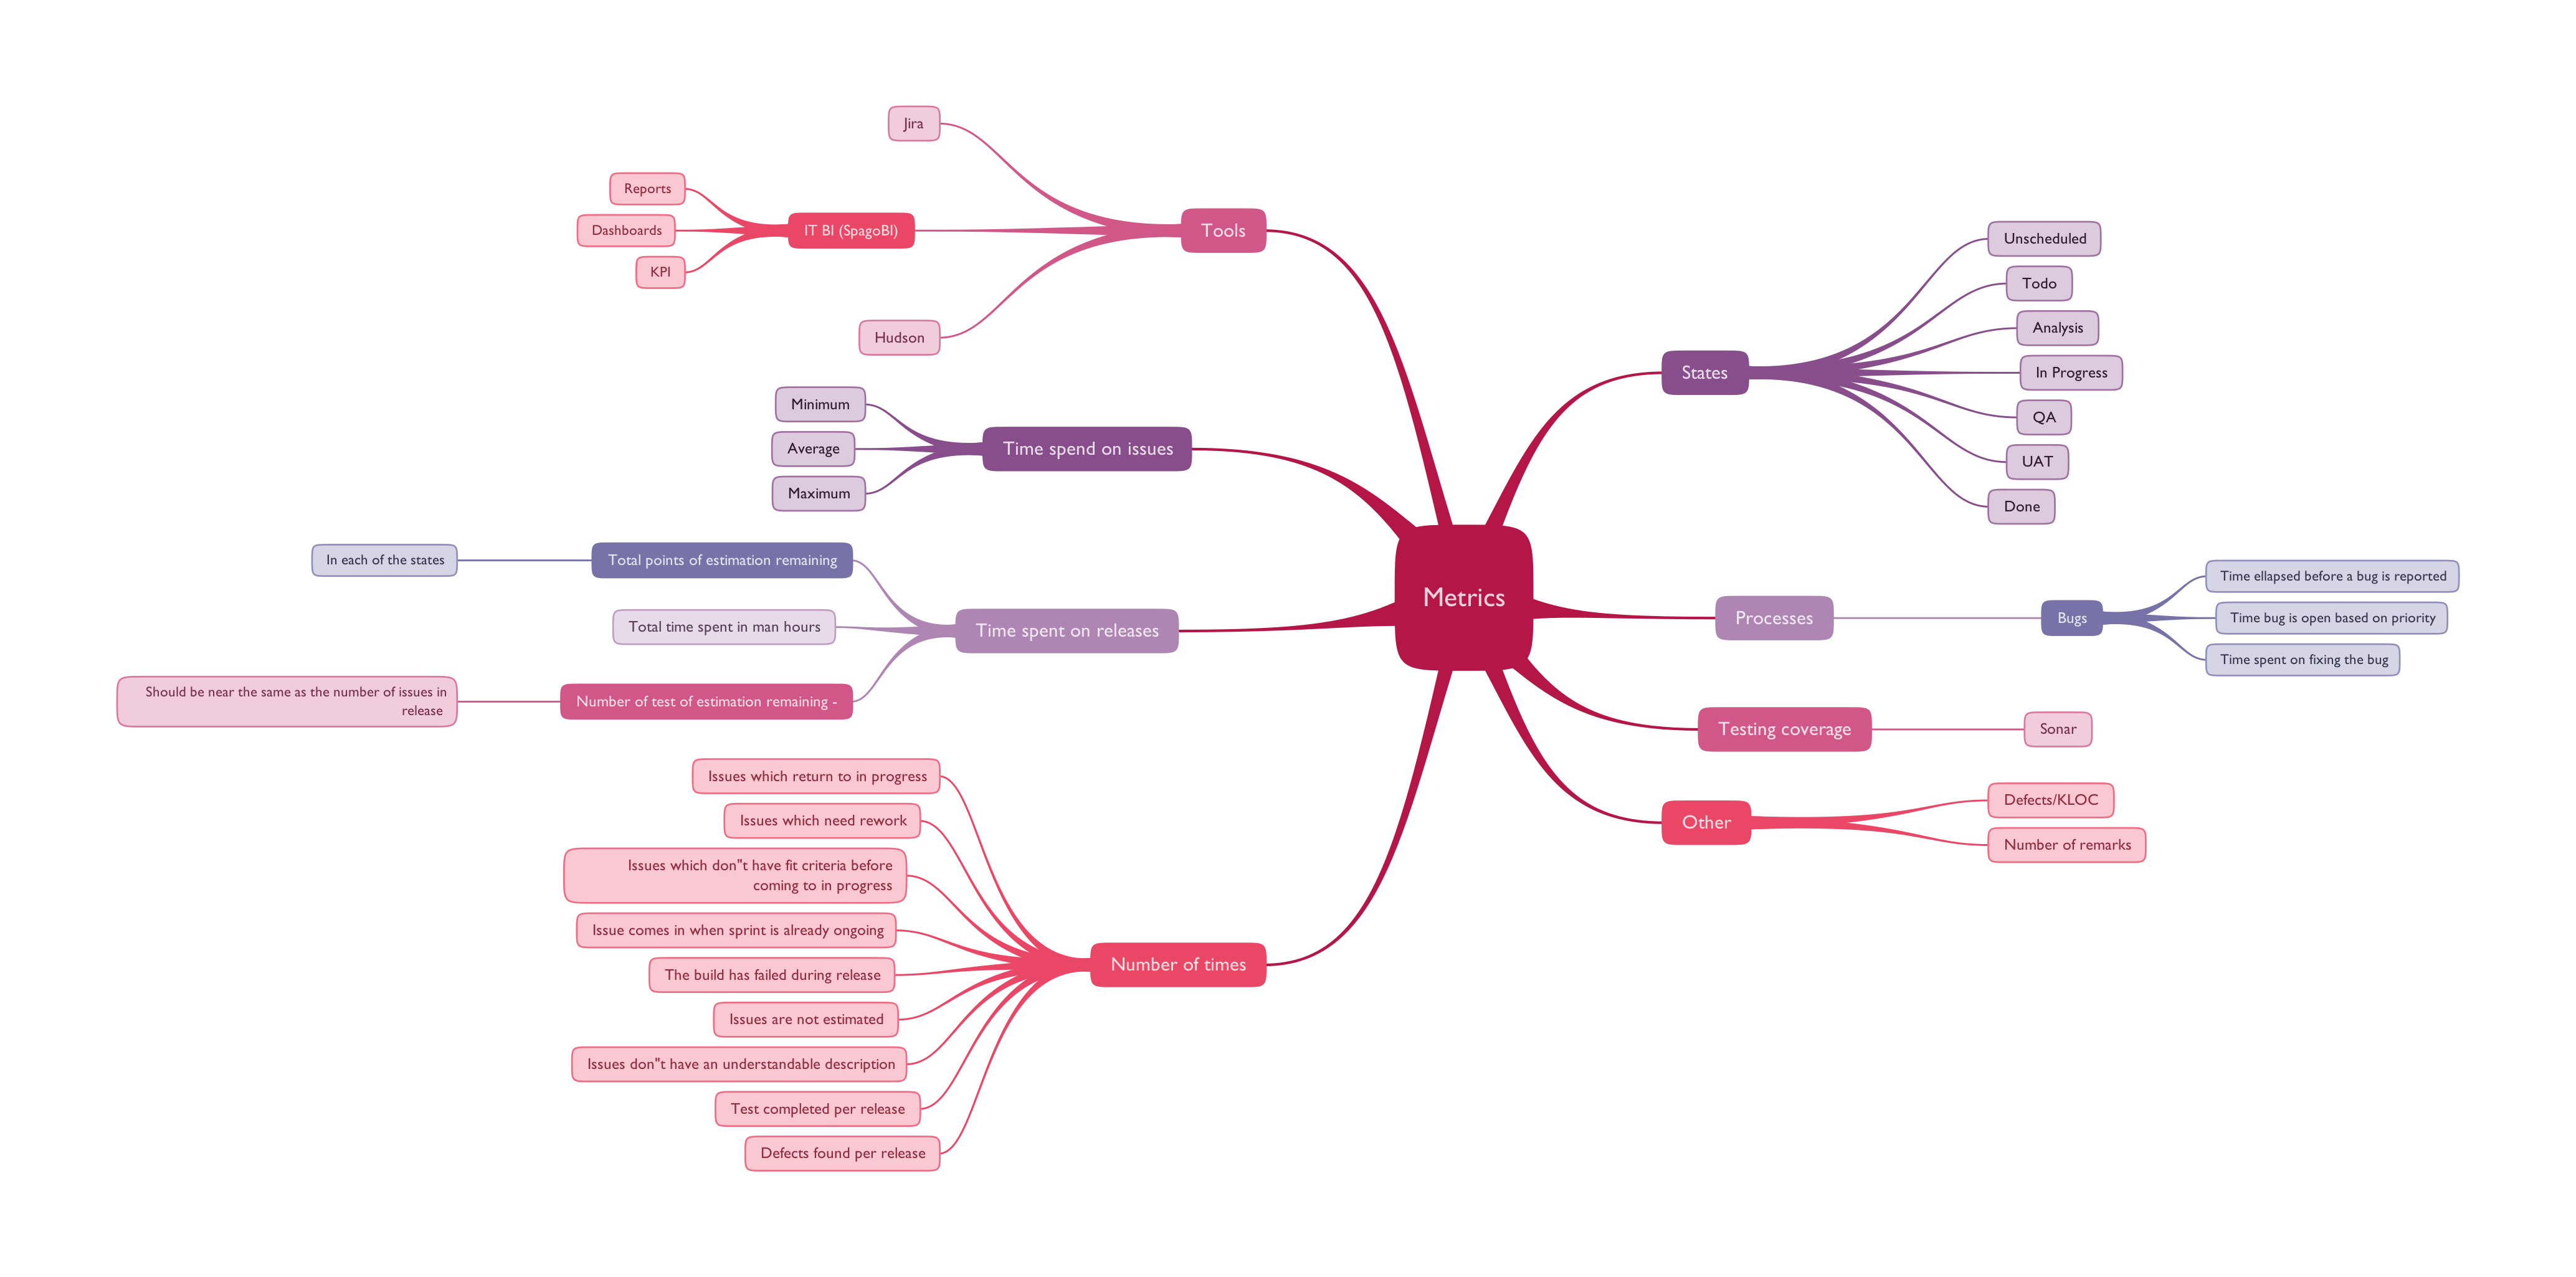 Metrics
Tools
Jira
IT BI (SpagoBI)
Reports
Dashboards
KPI
Hudson
Time spend on issues
Minimum
Average
Maximum
Time spent on releases
Total points of estimation remaining
In each of the states
Total time spent in man hours
Number of test of estimation remaining -
Should be near the same as the number of issues in
release
Number of times
Issues which return to in progress
Issues which need rework
Issues which don"t have fit criteria before
coming to in progress
Issue comes in when sprint is already ongoing
The build has failed during release
Issues are not estimated
Issues don"t have an understandable description
Test completed per release
Defects found per release
States
Unscheduled
Todo
Analysis
In Progress
QA
UAT
Done
Processes
Bugs
Time ellapsed before a bug is reported
Time bug is open based on priority
Time spent on fixing the bug
Testing coverage
Sonar
Other
Defects/KLOC
Number of remarks